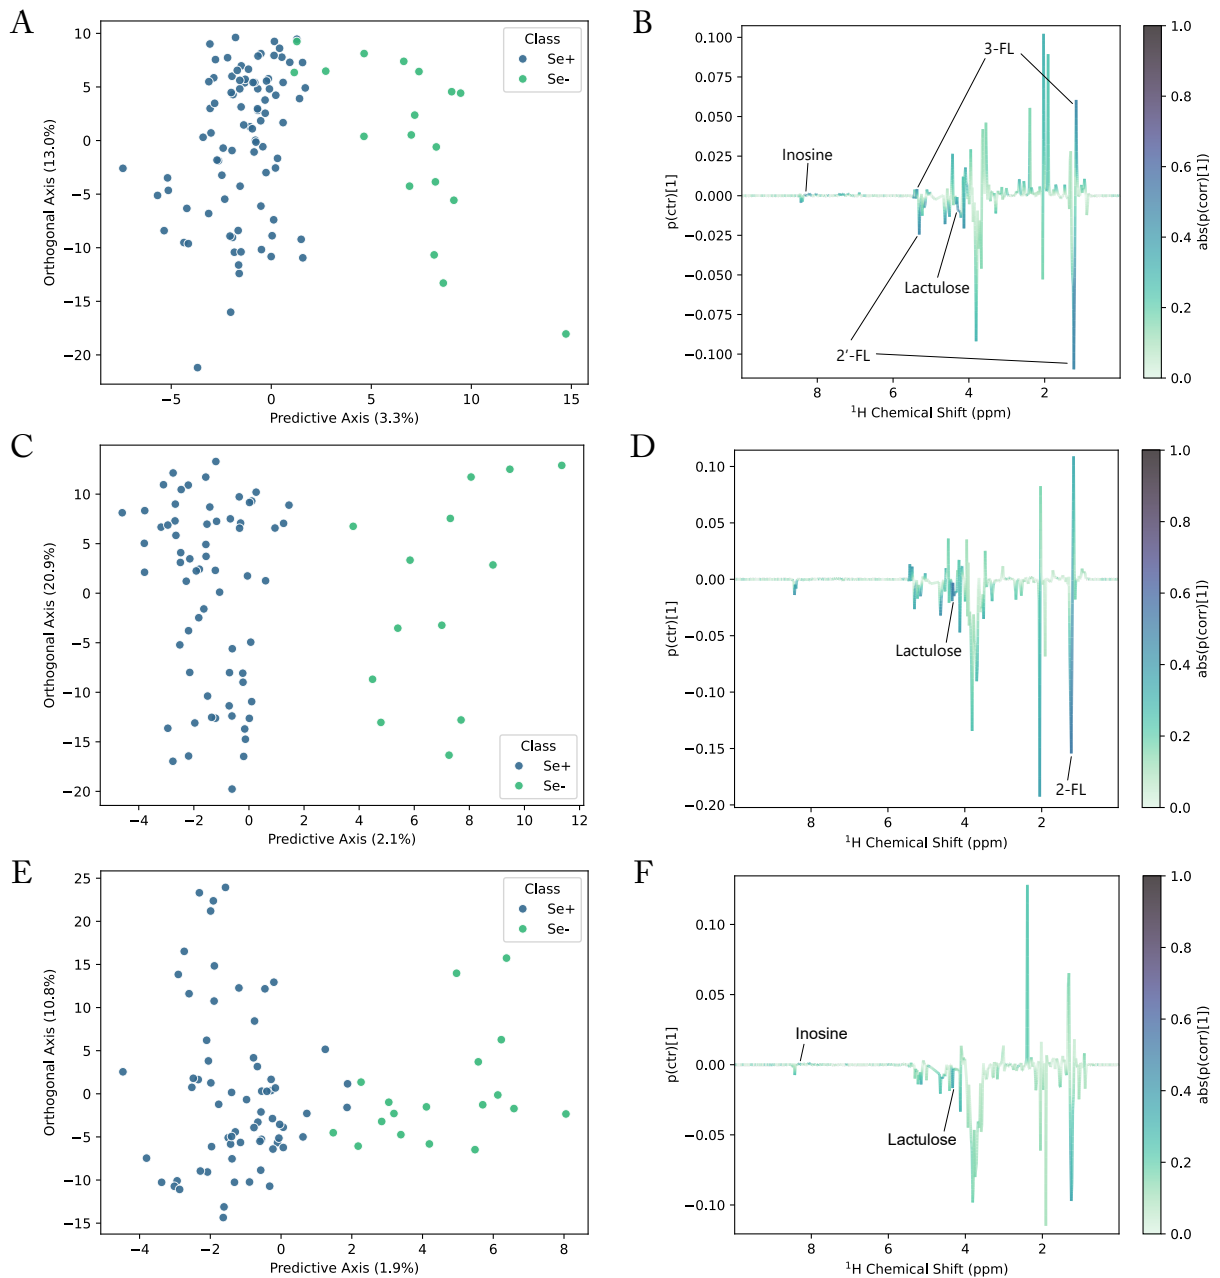 A
10
5
0
−5
−10
−15
−20
Orthogonal Axis (13.0%)
−5
0
5
10
15
Predictive Axis (3.3%)
Class
Se+
Se-
B
0.100
0.075
0.050
0.025
0.000
−0.025
−0.050
−0.075
−0.100
p(ctr)[1]
3-FL
Inosine
Lactulose
2′-FL
8
6
4
2
¹H Chemical Shift (ppm)
1.0
0.8
0.6
0.4
0.2
0.0
abs(p(corr)[1])
C
10
5
0
−5
−10
−15
−20
Orthogonal Axis (20.9%)
−4
−2
0
2
4
6
8
10
12
Predictive Axis (2.1%)
Class
Se+
Se-
D
0.10
0.05
0.00
−0.05
−0.10
−0.15
−0.20
p(ctr)[1]
Lactulose
2-FL
8
6
4
2
¹H Chemical Shift (ppm)
1.0
0.8
0.6
0.4
0.2
0.0
abs(p(corr)[1])
E
25
20
15
10
5
0
−5
−10
−15
Orthogonal Axis (10.8%)
−4
−2
0
2
4
6
8
Predictive Axis (1.9%)
Class
Se+
Se-
F
0.10
0.05
0.00
−0.05
−0.10
p(ctr)[1]
Inosine
Lactulose
8
6
4
2
¹H Chemical Shift (ppm)
1.0
0.8
0.6
0.4
0.2
0.0
abs(p(corr)[1])